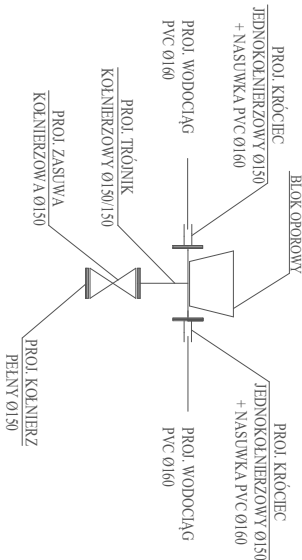 PROJ. KRÓCIEC
JEDNOKOŁNIERZOWY Ø150
+ NASUWKA PVC Ø160
BLOK OPOROWY
PROJ. KRÓCIEC
JEDNOKOŁNIERZOWY Ø150
+ NASUWKA PVC Ø160
PROJ. WODOCIĄG
PVC Ø160
PROJ. WODOCIĄG
PVC Ø160
PROJ. TRÓJNIK
KOŁNIERZOWY Ø150/150
PROJ. ZASUWA
KOŁNIERZOWA Ø150
PROJ. KOŁNIERZ
PEŁNY Ø150